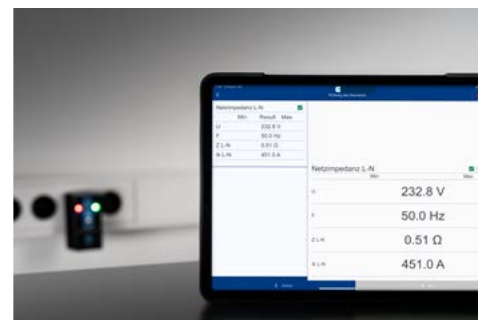 Netzimpedanz L-N
Min Result Max
U 232.8 V
F 50.0 Hz
Z L-N 0.51 Ω
451.0 A
Netzimpedanz L-N
Min Max
U 232.8 V
F 50.0 Hz
Z L-N 0.51 Ω
451.0 A